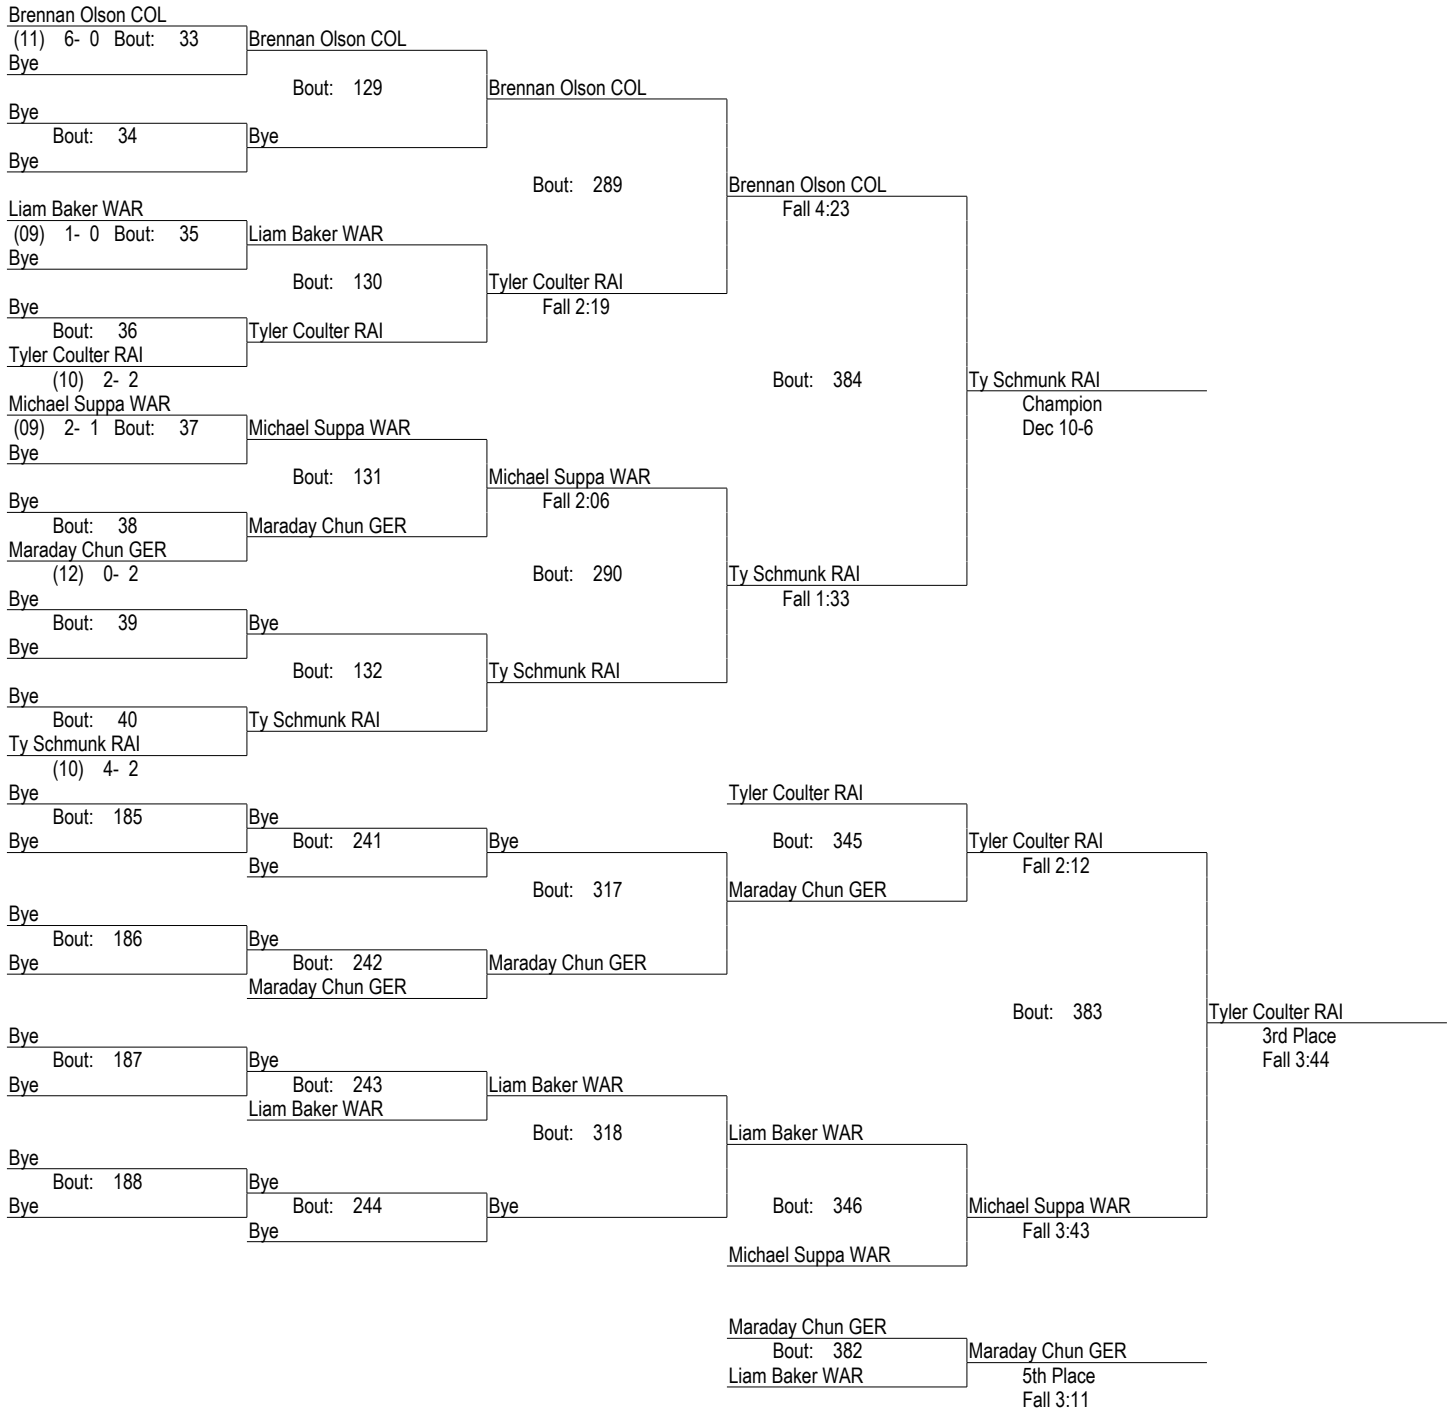 Brennan Olson COL
(11) 6- 0 Bout: 33 Brennan Olson COL
Bye
Bout: 129 Brennan Olson COL
Bye
Bout: 34 Bye
Bye
Bout: 289 Brennan Olson COL
Liam Baker WAR Fall 4:23
(09) 1- 0 Bout: 35 Liam Baker WAR
Bye
Bout: 130 Tyler Coulter RAI
Bye Fall 2:19
Bout: 36 Tyler Coulter RAI
Tyler Coulter RAI
(10) 2- 2 Bout: 384 Ty Schmunk RAI
Michael Suppa WAR Champion
(09) 2- 1 Bout: 37 Michael Suppa WAR Dec 10-6
Bye
Bout: 131 Michael Suppa WAR
Bye Fall 2:06
Bout: 38 Maraday Chun GER
Maraday Chun GER
(12) 0- 2 Bout: 290 Ty Schmunk RAI
Bye Fall 1:33
Bout: 39 Bye
Bye
Bout: 132 Ty Schmunk RAI
Bye
Bout: 40 Ty Schmunk RAI
Ty Schmunk RAI
(10) 4- 2
Bye Tyler Coulter RAI
Bout: 185 Bye
Bye Bout: 241 Bye Bout: 345 Tyler Coulter RAI
Bye Fall 2:12
Bout: 317 Maraday Chun GER
Bye
Bout: 186 Bye
Bye Bout: 242 Maraday Chun GER
Maraday Chun GER
Bout: 383 Tyler Coulter RAI
Bye 3rd Place
Bout: 187 Bye Fall 3:44
Bye Bout: 243 Liam Baker WAR
Liam Baker WAR
Bout: 318 Liam Baker WAR
Bye
Bout: 188 Bye
Bye Bout: 244 Bye Bout: 346 Michael Suppa WAR
Bye Fall 3:43
Michael Suppa WAR
Maraday Chun GER
Bout: 382 Maraday Chun GER
Liam Baker WAR 5th Place
Fall 3:11